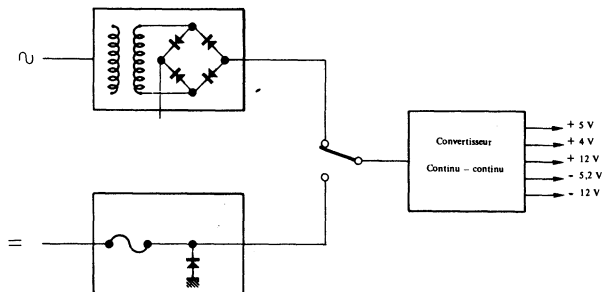 Convertisseur
Continu – continu
+ 5 V
+ 4 V
+ 12 V
- 5,2 V
- 12 V